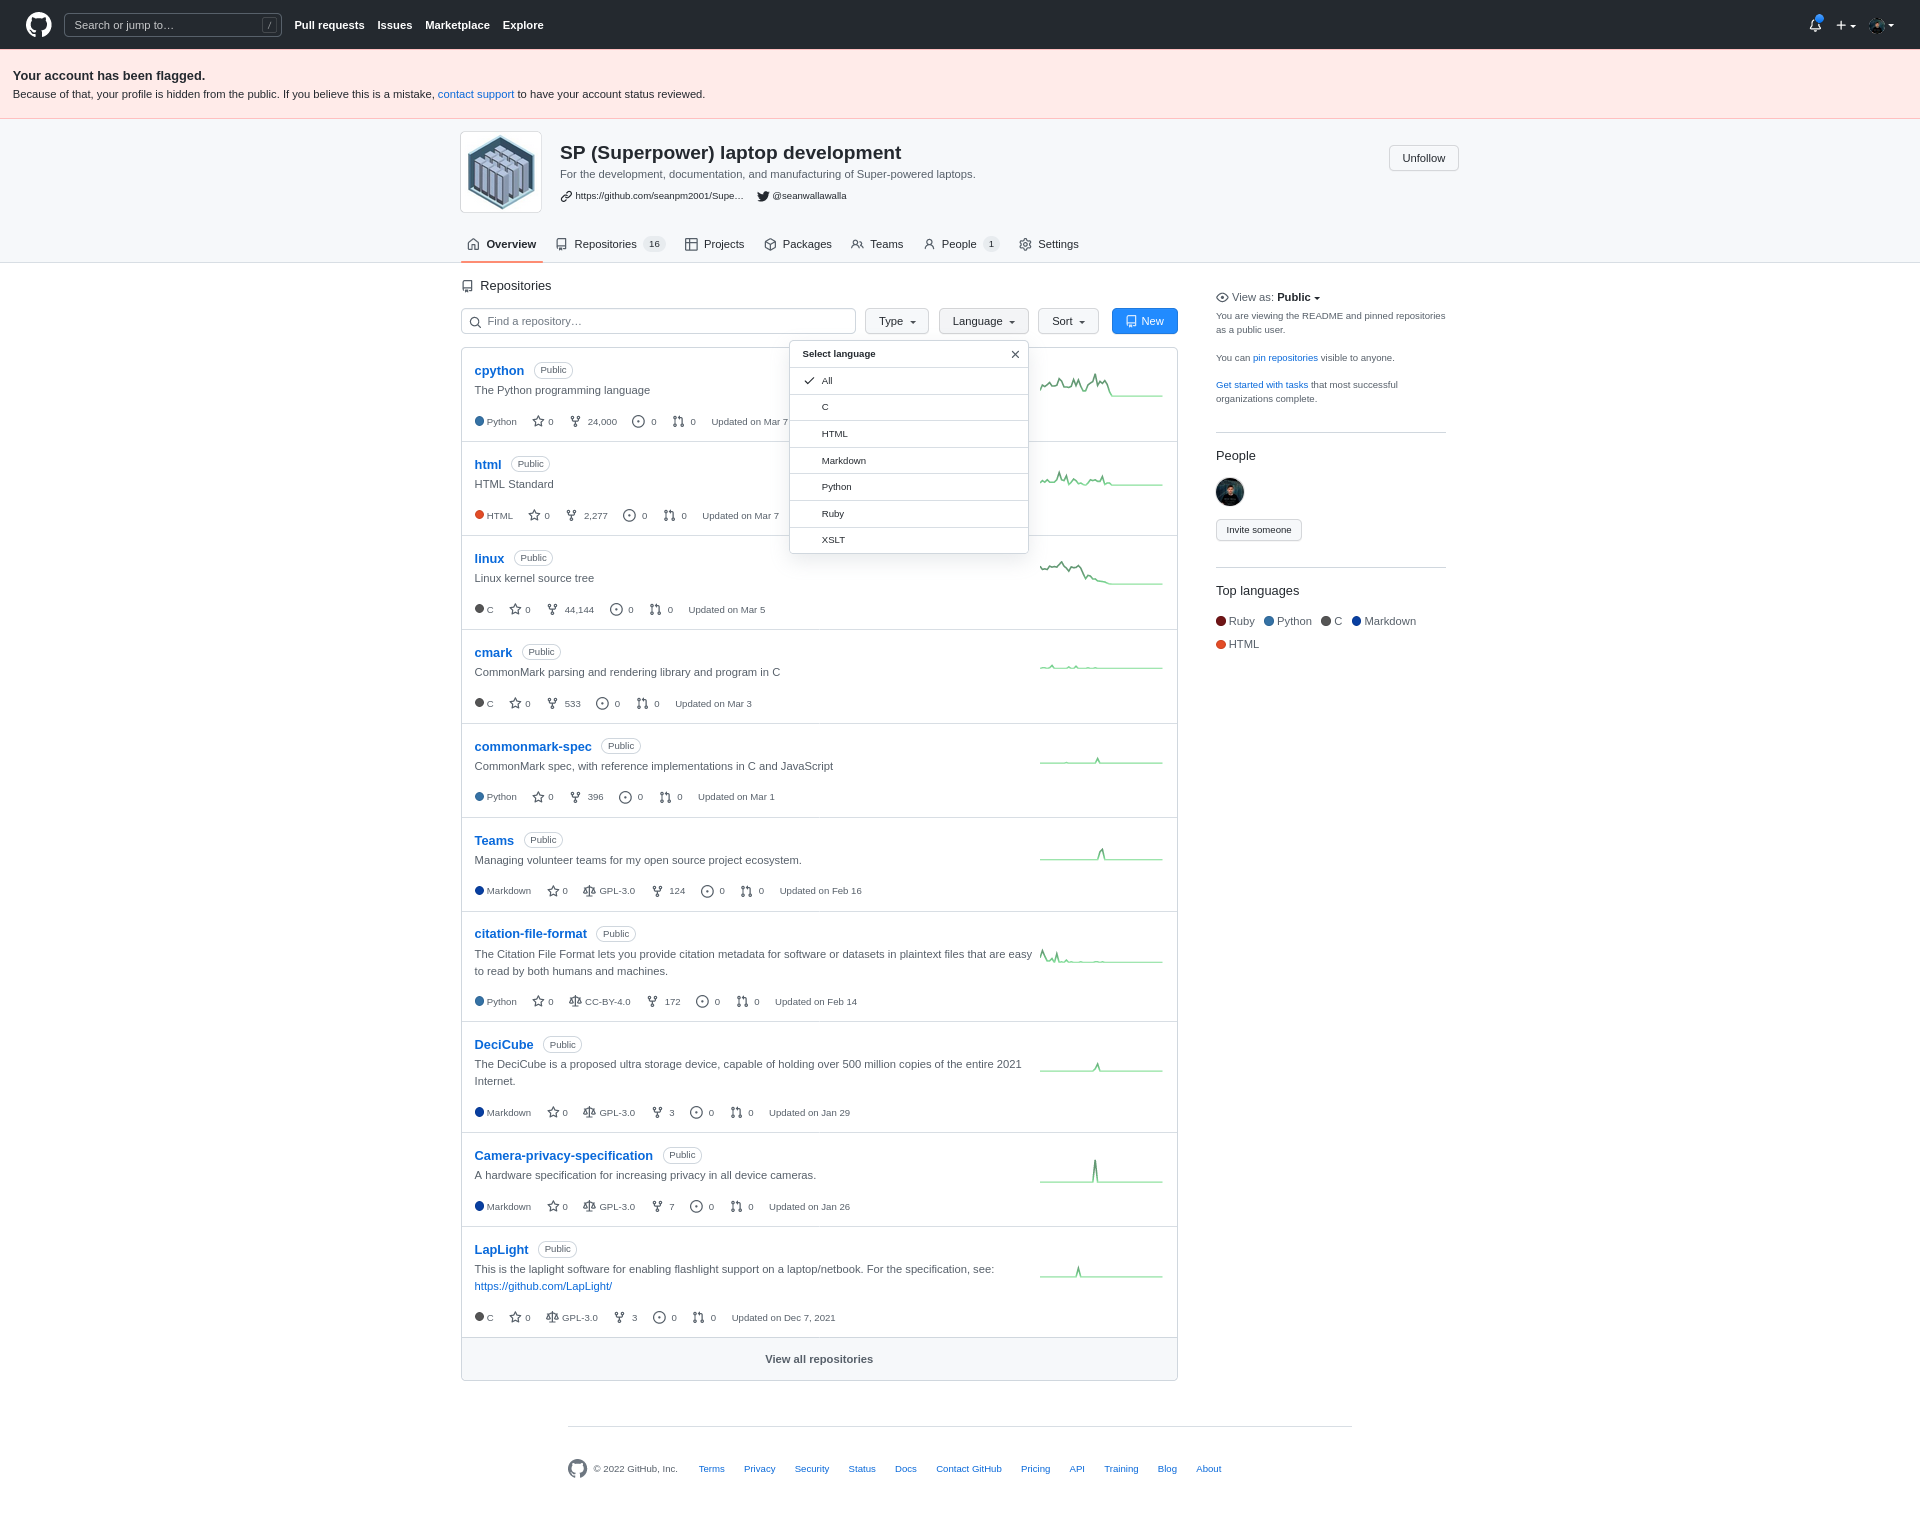 Search or jump to… /
Pull requests Issues Marketplace Explore
Your account has been flagged.
Because of that, your profile is hidden from the public. If you believe this is a mistake, contact support to have your account status reviewed.
SP (Superpower) laptop development
Unfollow
For the development, documentation, and manufacturing of Super-powered laptops.
https://github.com/seanpm2001/Supe… @seanwallawalla
Overview Repositories 16 Projects Packages Teams People 1 Settings
Repositories
Find a repository… Type Language Sort New
Select language
All
C
HTML
Markdown
Python
Ruby
XSLT
cpython Public
The Python programming language
Python 0 24,000 0 0 Updated on Mar 7
html Public
HTML Standard
HTML 0 2,277 0 0 Updated on Mar 7
linux Public
Linux kernel source tree
C 0 44,144 0 0 Updated on Mar 5
cmark Public
CommonMark parsing and rendering library and program in C
C 0 533 0 0 Updated on Mar 3
commonmark-spec Public
CommonMark spec, with reference implementations in C and JavaScript
Python 0 396 0 0 Updated on Mar 1
Teams Public
Managing volunteer teams for my open source project ecosystem.
Markdown 0 GPL-3.0 124 0 0 Updated on Feb 16
citation-file-format Public
The Citation File Format lets you provide citation metadata for software or datasets in plaintext files that are easy
to read by both humans and machines.
Python 0 CC-BY-4.0 172 0 0 Updated on Feb 14
DeciCube Public
The DeciCube is a proposed ultra storage device, capable of holding over 500 million copies of the entire 2021
Internet.
Markdown 0 GPL-3.0 3 0 0 Updated on Jan 29
Camera-privacy-specification Public
A hardware specification for increasing privacy in all device cameras.
Markdown 0 GPL-3.0 7 0 0 Updated on Jan 26
LapLight Public
This is the laplight software for enabling flashlight support on a laptop/netbook. For the specification, see:
https://github.com/LapLight/
C 0 GPL-3.0 3 0 0 Updated on Dec 7, 2021
View all repositories
View as: Public
You are viewing the README and pinned repositories
as a public user.
You can pin repositories visible to anyone.
Get started with tasks that most successful
organizations complete.
People
Invite someone
Top languages
Ruby Python C Markdown
HTML
© 2022 GitHub, Inc. Terms Privacy Security Status Docs Contact GitHub Pricing API Training Blog About